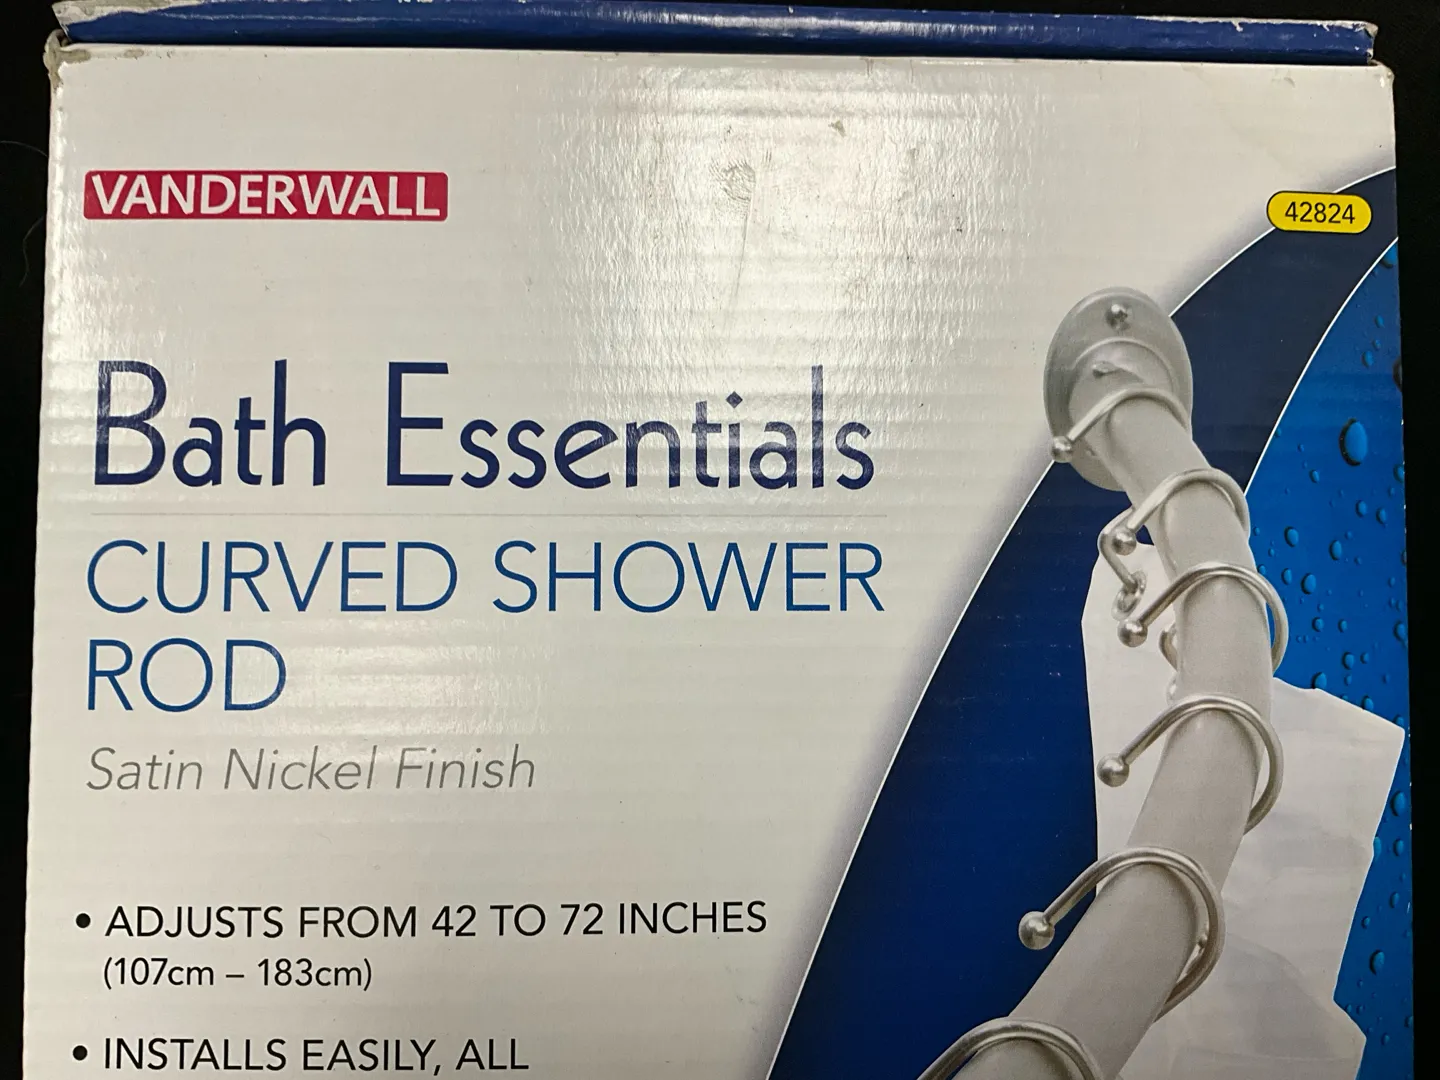 VANDERWALL
42824
Bath Essentials
CURVED SHOWER
ROD
Satin Nickel Finish
• ADJUSTS FROM 42 TO 72 INCHES
(107cm – 183cm)
• INSTALLS EASILY, ALL